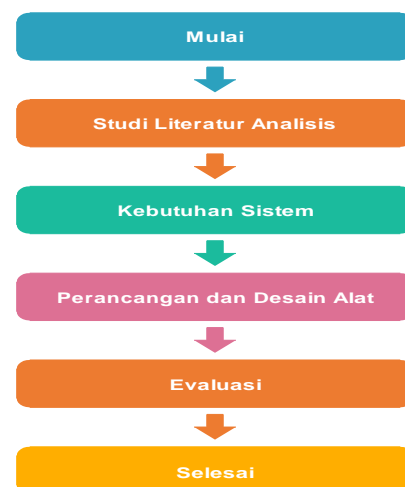 Mulai
Studi Literatur Analisis
Kebutuhan Sistem
Perancangan dan Desain Alat
Evaluasi
Selesai